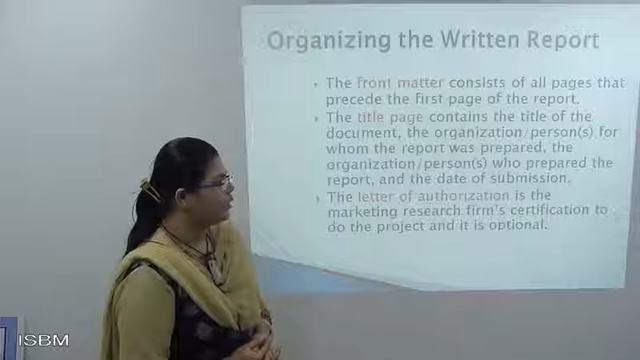 Organizing the Written Report
The front matter consists of all pages that
precede the first page of the report.
The title page contains the title of the
document, the organization/person(s) for
whom the report was prepared, the
organization/person(s) who prepared the
report, and the date of submission.
The letter of authorization is the
marketing research firm's certification to
do the project and it is optional.
ISBM